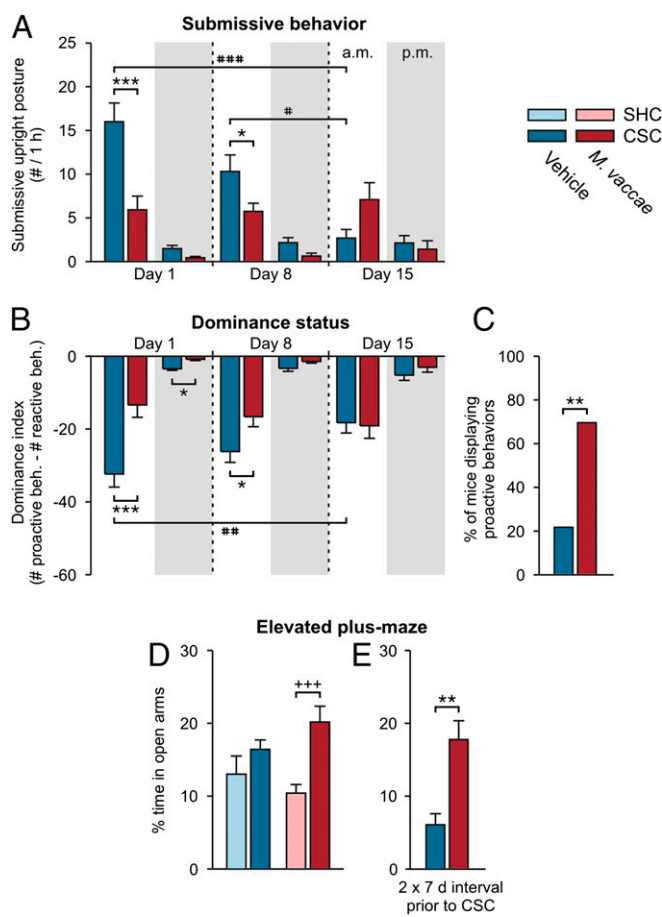 A
Submissive behavior
Submissive upright posture
(# / 1 h)
25
20
15
10
5
0
***
###
*
#
a.m.
p.m.
Day 1
Day 8
Day 15
SHC
CSC
Vehicle
M. vaccae
B
Dominance status
Day 1
Day 8
Day 15
Dominance index
(# proactive beh. - # reactive beh.)
0
-20
-40
-60
***
*
*
##
C
% of mice displaying
proactive behaviors
100
80
60
40
20
0
**
Elevated plus-maze
D
% time in open arms
30
20
10
0
+++
E
30
20
10
0
**
2 x 7 d interval
prior to CSC